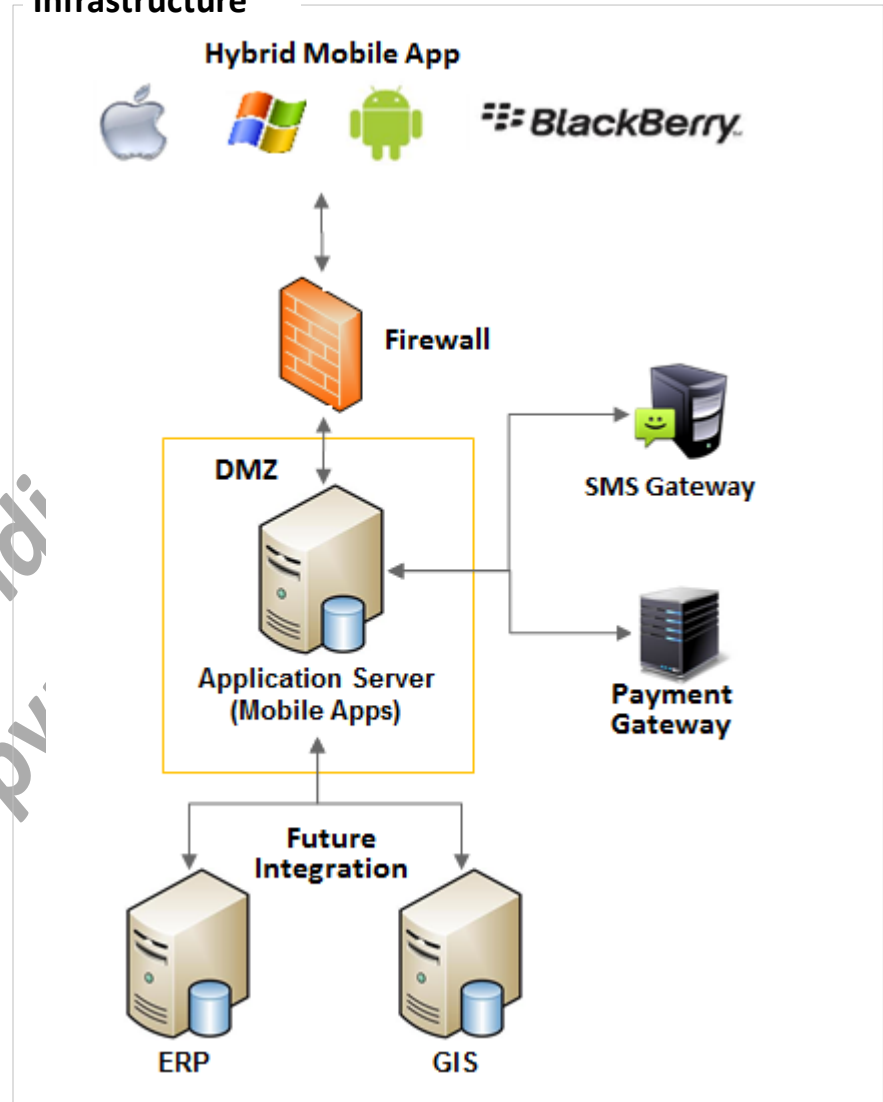 Infrastructure
Hybrid Mobile App
BlackBerry
Firewall
DMZ
SMS Gateway
Application Server
(Mobile Apps)
Payment
Gateway
Future
Integration
ERP
GIS